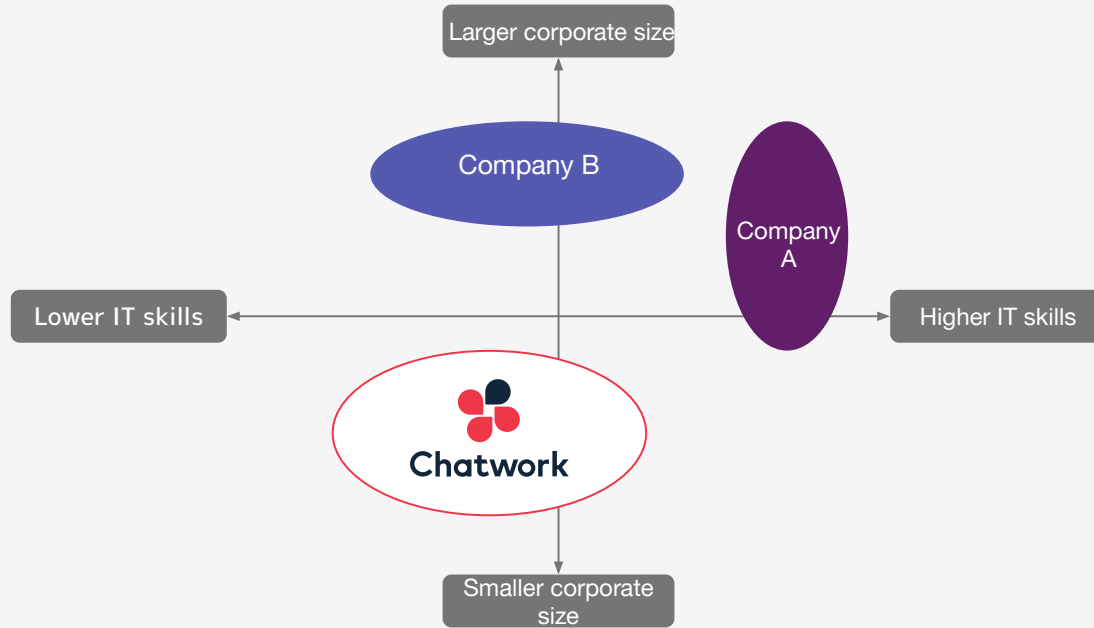 Larger corporate size
Company B
Company
A
Lower IT skills
Higher IT skills
Chatwork
Smaller corporate
size